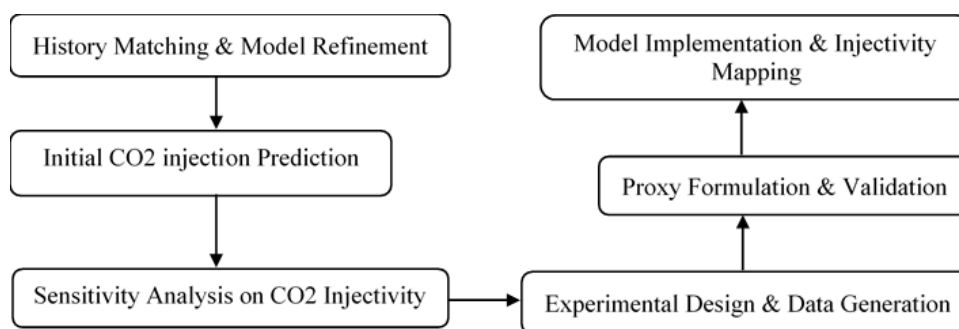 History Matching & Model Refinement
Initial CO2 injection Prediction
Sensitivity Analysis on CO2 Injectivity
Experimental Design & Data Generation
Proxy Formulation & Validation
Model Implementation & Injectivity
Mapping